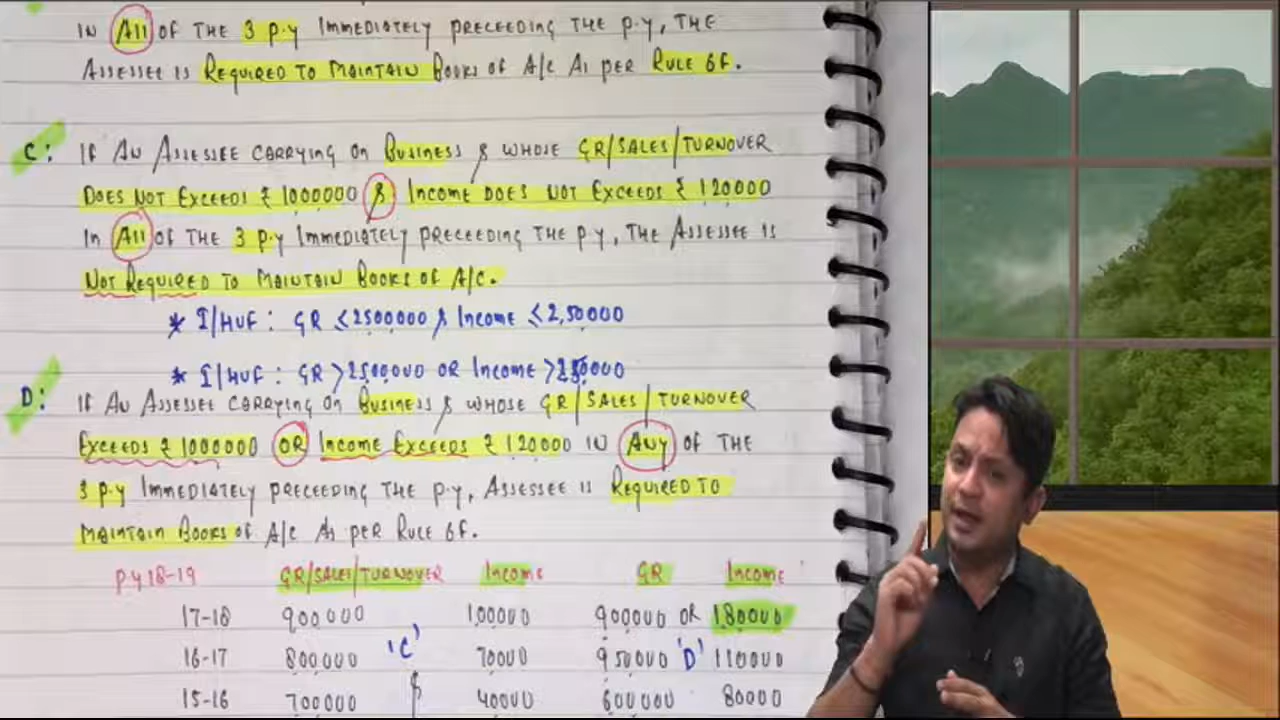 IN All OF THE 3 P.Y IMMEDIATELY PRECEEDING THE P.Y, THE
ASSESSEE IS REQUIRED TO MAINTAIN BOOKS OF A/C AS PER RULE 6F.
C: IF AN ASSESSEE CARRYING ON BUSINESS & WHOSE GR/SALES/TURNOVER
DOES NOT EXCEEDS ₹ 1000000 & INCOME DOES NOT EXCEEDS ₹ 120000
IN All OF THE 3 P.Y IMMEDIATELY PRECEEDING THE P.Y, THE ASSESSEE IS
NOT REQUIRED TO MAINTAIN BOOKS OF A/C.
* I/HUF: GR ≤2500000 & INCOME ≤2,50000
* I/HUF: GR >2500000 OR INCOME >250000
D: IF AN ASSESSEE CARRYING ON BUSINESS & WHOSE GR/SALES/TURNOVER
EXCEEDS ₹ 1000000 OR INCOME EXCEEDS ₹ 120000 IN ANY OF THE
3 P.Y IMMEDIATELY PRECEEDING THE P.Y, ASSESSEE IS REQUIRED TO
MAINTAIN BOOKS OF A/C AS PER RULE 6F.
P.Y 18-19 GR/SALES/TURNOVER INCOME GR INCOME
17-18 900000 100000 900000 OR 180000
16-17 800000 'C' 70000 950000 'D' 110000
15-16 700000 & 40000 600000 80000